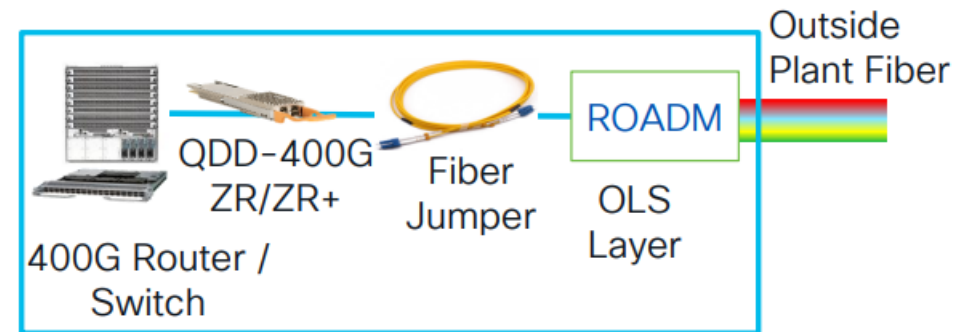 Outside
Plant Fiber
QDD-400G
ZR/ZR+
Fiber
Jumper
ROADM
OLS
Layer
400G Router /
Switch